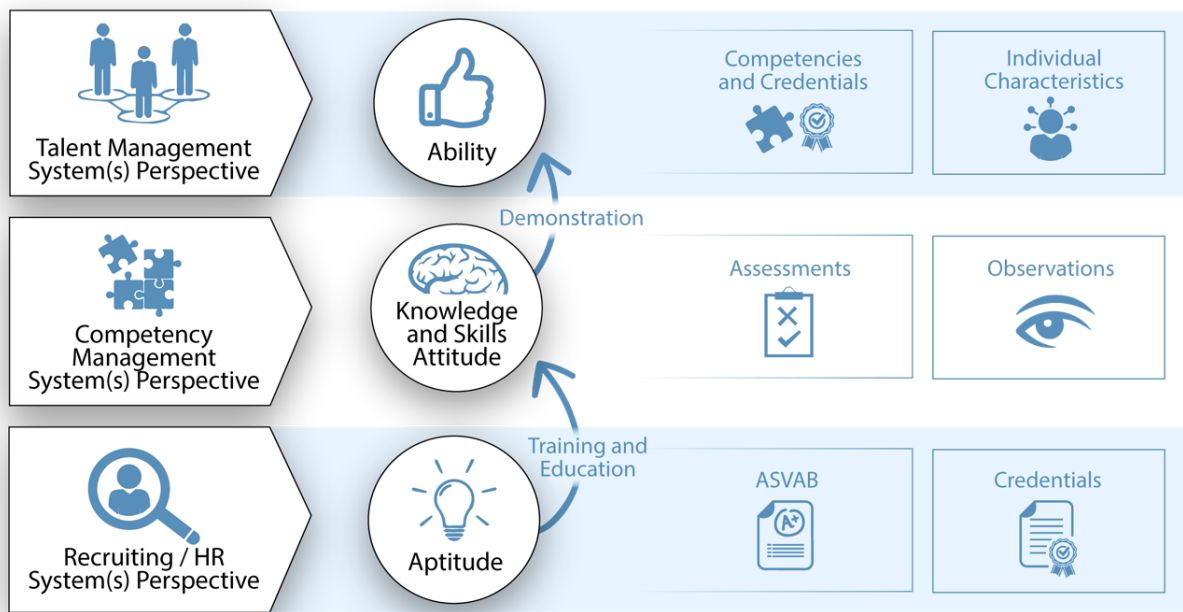 Talent Management
System(s) Perspective
Ability
Competencies
and Credentials
Individual
Characteristics
Demonstration
Competency
Management
System(s) Perspective
Knowledge
and Skills
Attitude
Assessments
Observations
Training and
Education
Recruiting / HR
System(s) Perspective
Aptitude
ASVAB
A+
Credentials